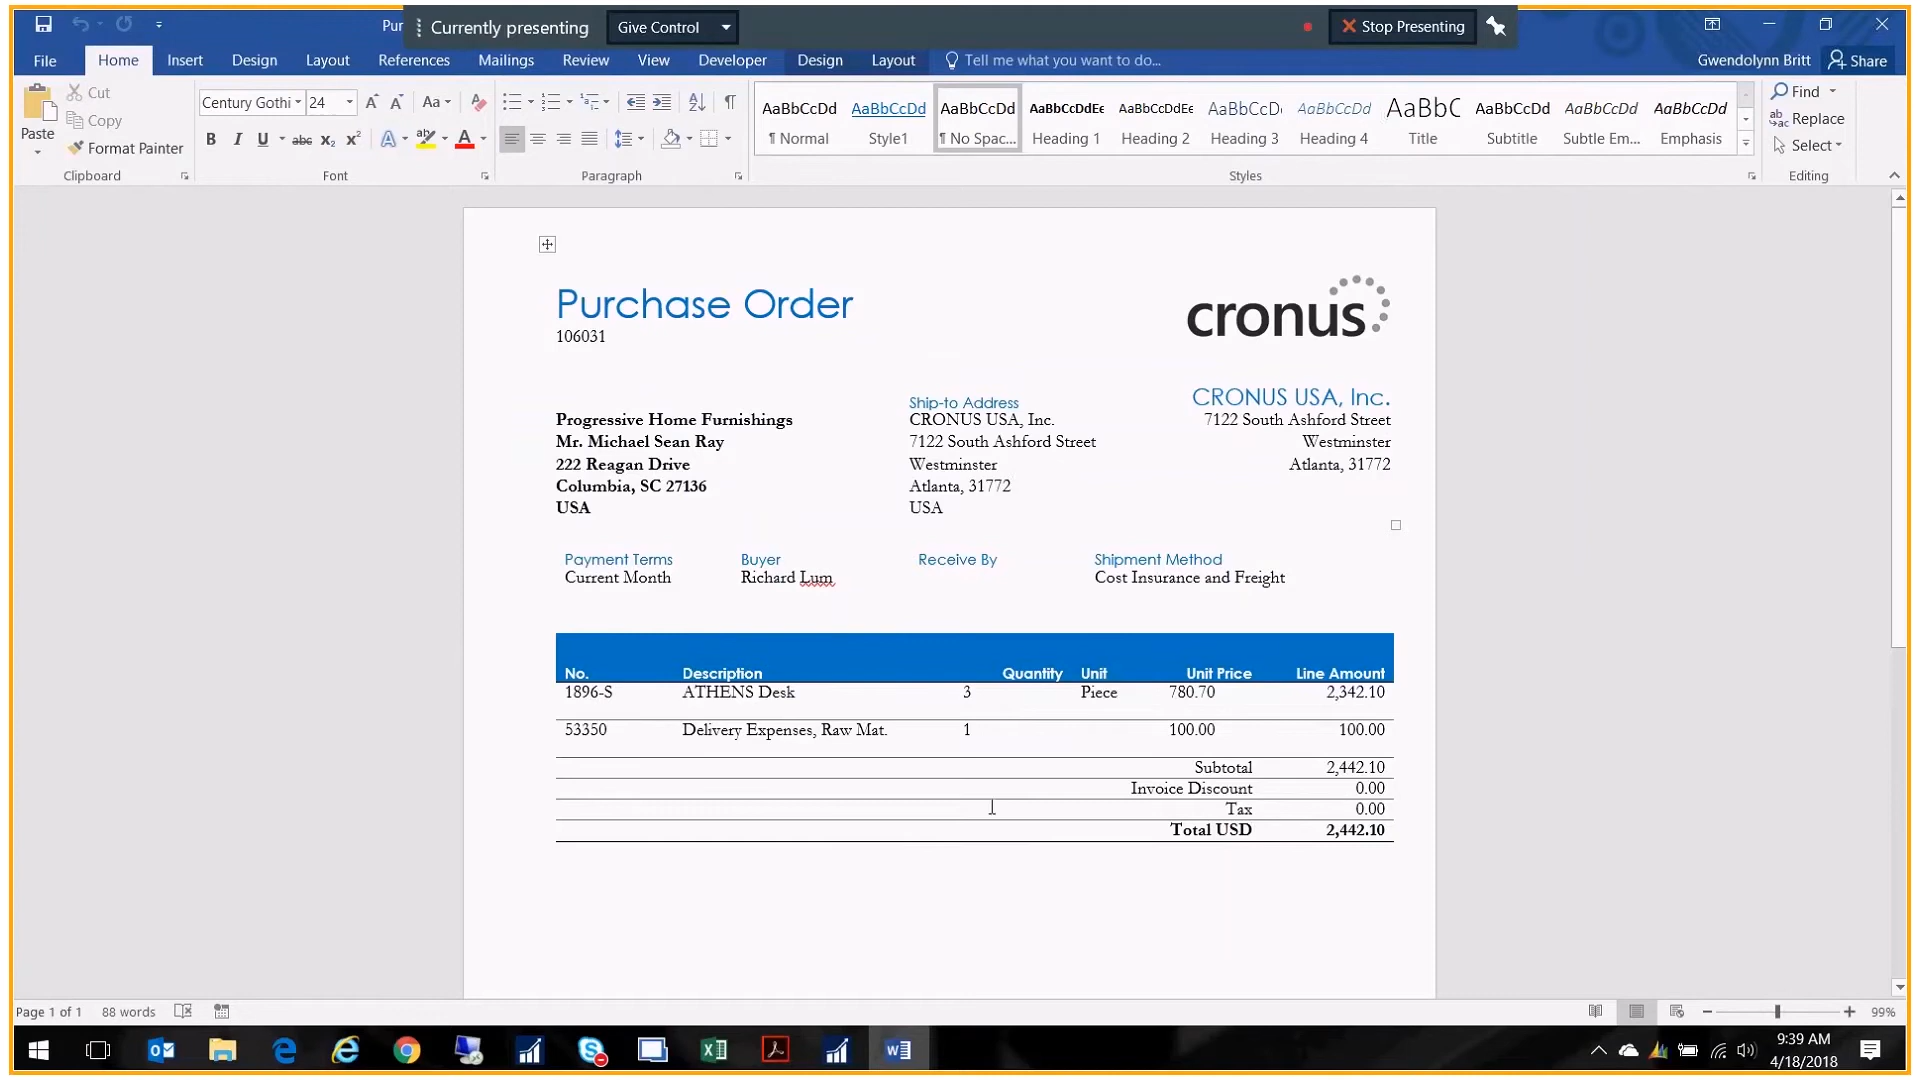 Pur
Currently presenting
Give Control
Stop Presenting
File
Home
Insert
Design
Layout
References
Mailings
Review
View
Developer
Design
Layout
Tell me what you want to do...
Gwendolynn Britt
Share
Paste
Cut
Copy
Format Painter
Clipboard
Century Gothi
24
Font
Paragraph
AaBbCcDd
¶ Normal
AaBbCcDd
Style1
AaBbCcDd
¶ No Spac...
AaBbCcDdEe
Heading 1
AaBbCcDdEe
Heading 2
AaBbCcD
Heading 3
AaBbCcDd
Heading 4
AaBbC
Title
AaBbCcDd
Subtitle
AaBbCcDd
Subtle Em...
AaBbCcDd
Emphasis
Styles
Find
Replace
Select
Editing
Purchase Order
106031
cronus
Progressive Home Furnishings
Mr. Michael Sean Ray
222 Reagan Drive
Columbia, SC 27136
USA
Ship-to Address
CRONUS USA, Inc.
7122 South Ashford Street
Westminster
Atlanta, 31772
USA
CRONUS USA, Inc.
7122 South Ashford Street
Westminster
Atlanta, 31772
Payment Terms
Current Month
Buyer
Richard Lum
Receive By
Shipment Method
Cost Insurance and Freight
No. Description Quantity Unit Unit Price Line Amount
1896-S ATHENS Desk 3 Piece 780.70 2,342.10
53350 Delivery Expenses, Raw Mat. 1 100.00 100.00
Subtotal 2,442.10
Invoice Discount 0.00
Tax 0.00
Total USD 2,442.10
Page 1 of 1 88 words
99%
9:39 AM
4/18/2018